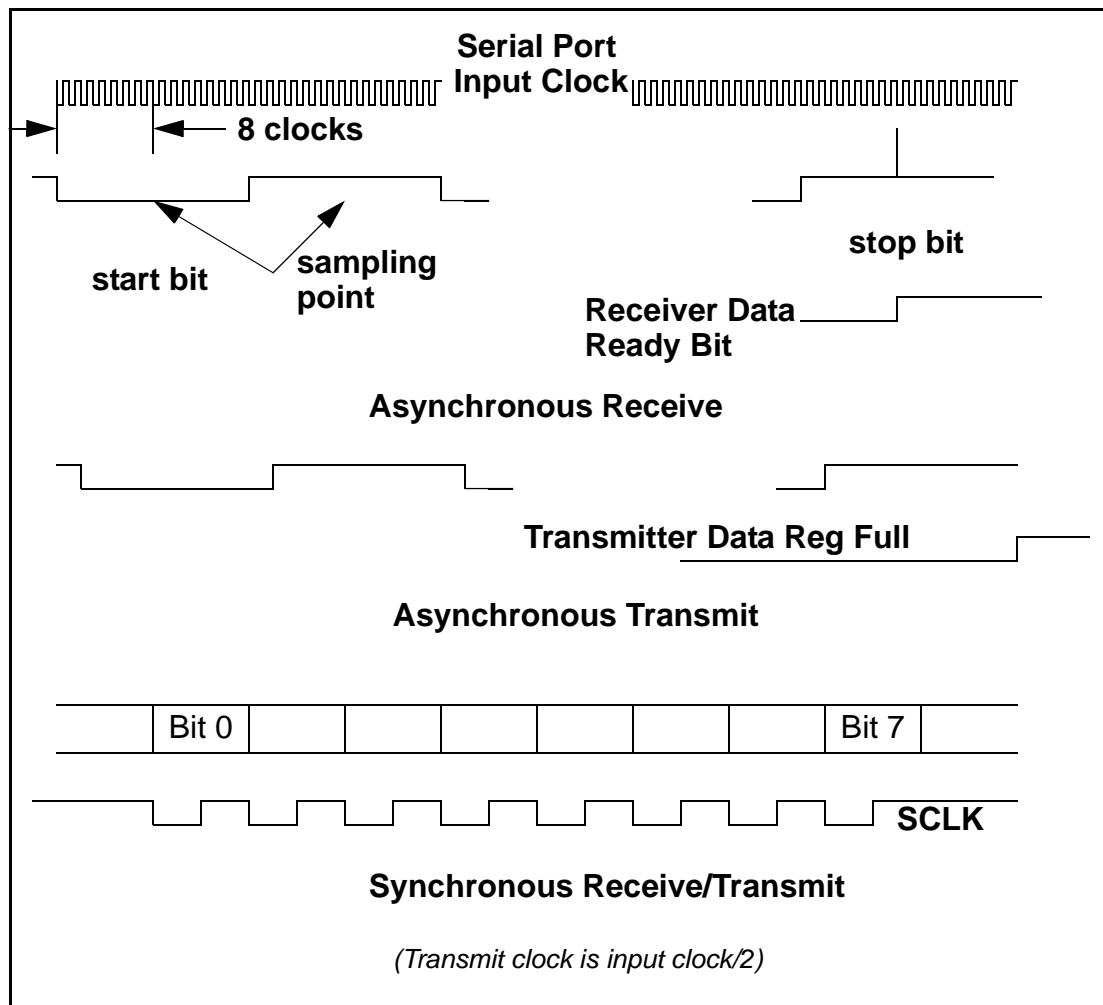 Serial Port
Input Clock
8 clocks
start bit
sampling
point
stop bit
Receiver Data
Ready Bit
Asynchronous Receive
Transmitter Data Reg Full
Asynchronous Transmit
Bit 0
Bit 7
SCLK
Synchronous Receive/Transmit
(Transmit clock is input clock/2)